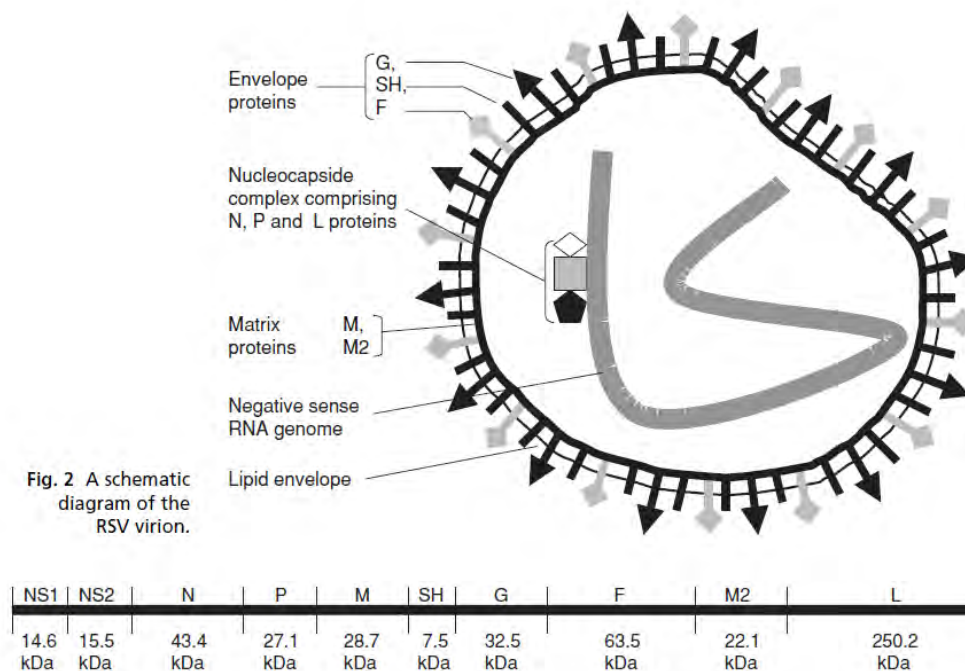 Envelope
proteins
G,
SH,
F
Nucleocapside
complex comprising
N, P and L proteins
Matrix
proteins
M,
M2
Negative sense
RNA genome
Lipid envelope
Fig. 2 A schematic
diagram of the
RSV virion.
NS1 NS2 N P M SH G F M2 L
14.6 15.5 43.4 27.1 28.7 7.5 32.5 63.5 22.1 250.2
kDa kDa kDa kDa kDa kDa kDa kDa kDa kDa